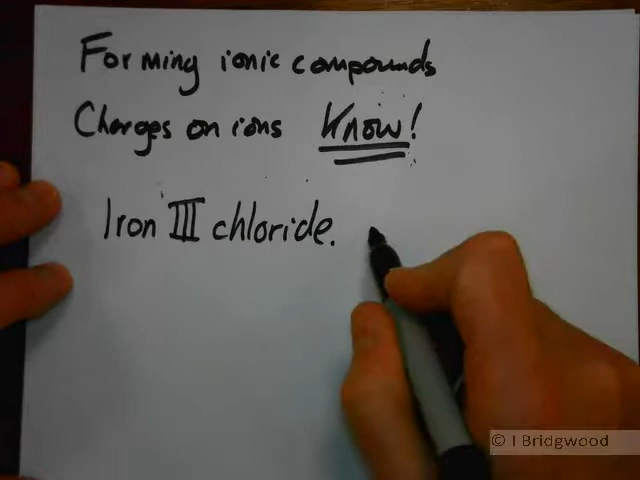 Forming ionic compounds
Charges on ions Know!
Iron III chloride.
© I Bridgwood